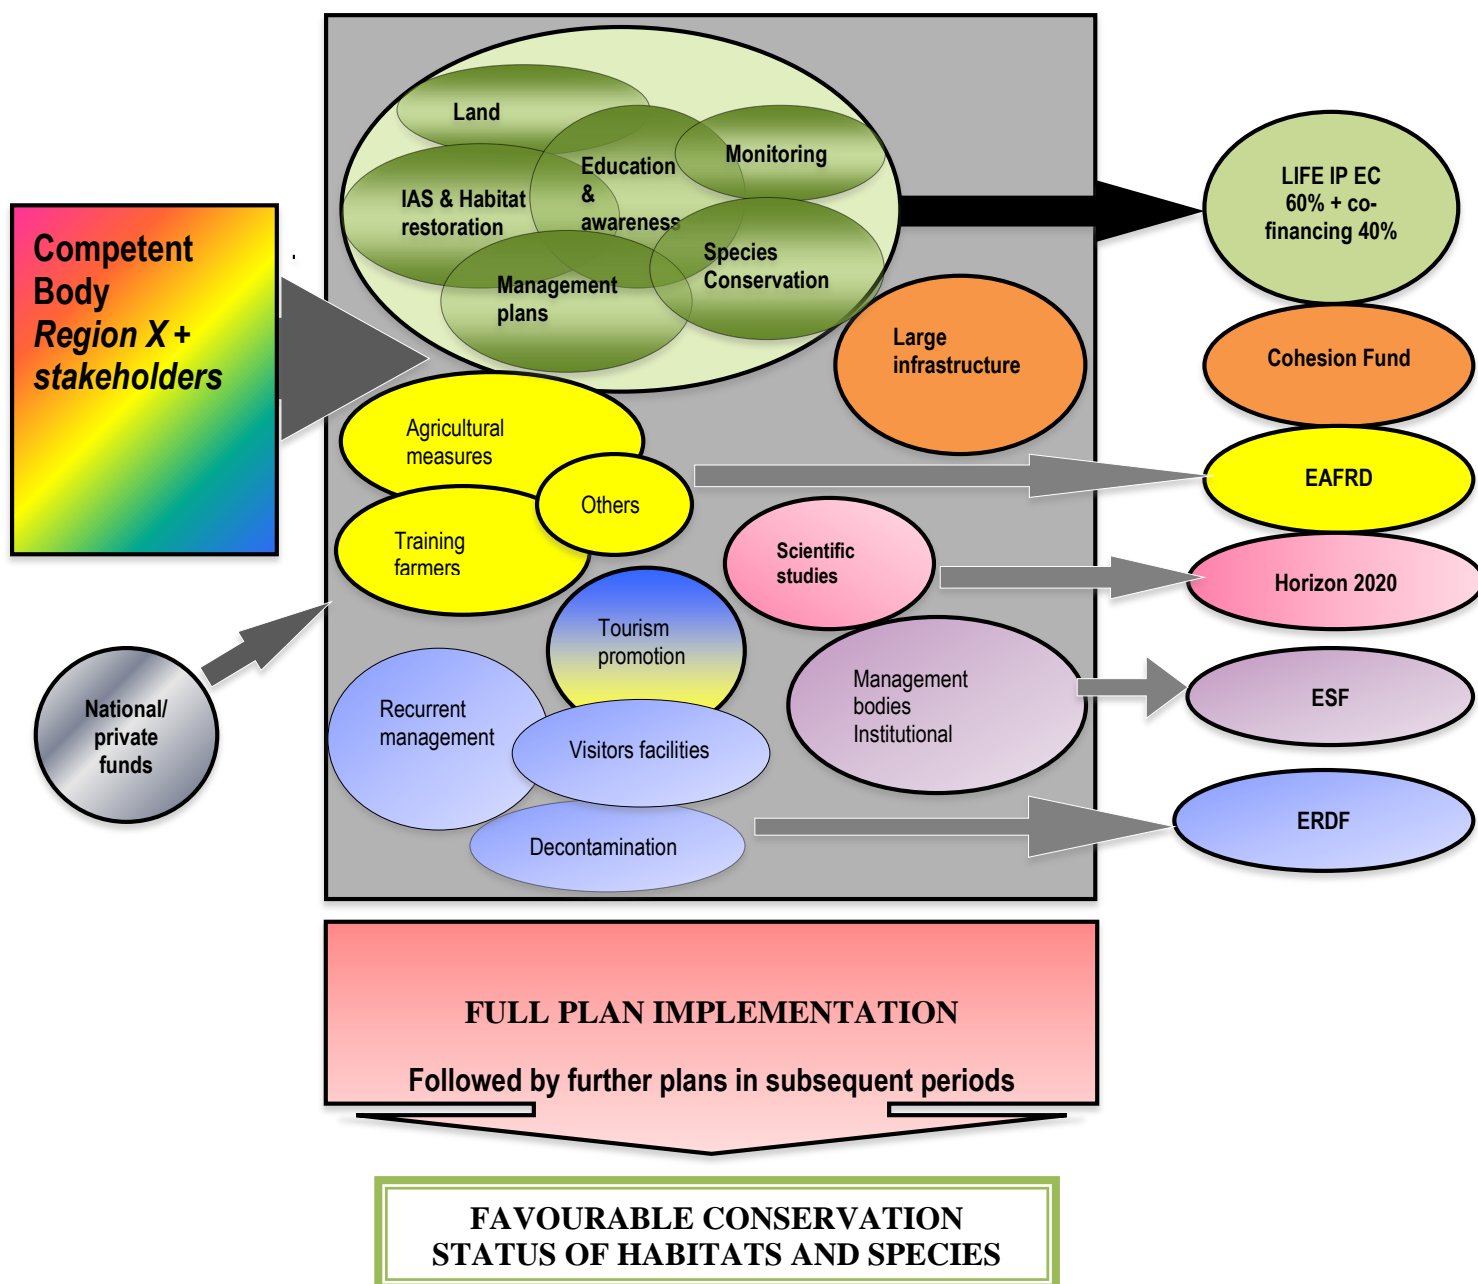 Competent
Body
Region X +
stakeholders
National/
private
funds
Land
Education
&
awareness
Monitoring
IAS & Habitat
restoration
Species
Conservation
Management
plans
Large
infrastructure
Agricultural
measures
Others
Training
farmers
Scientific
studies
Tourism
promotion
Recurrent
management
Visitors facilities
Management
bodies
Institutional
Decontamination
LIFE IP EC
60% + co-
financing 40%
Cohesion Fund
EAFRD
Horizon 2020
ESF
ERDF
FULL PLAN IMPLEMENTATION
Followed by further plans in subsequent periods
FAVOURABLE CONSERVATION
STATUS OF HABITATS AND SPECIES